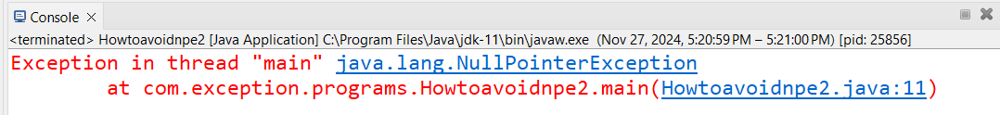 Console
<terminated> Howtoavoidnpe2 [Java Application] C:\Program Files\Java\jdk-11\bin\javaw.exe (Nov 27, 2024, 5:20:59 PM – 5:21:00 PM) [pid: 25856]
Exception in thread "main" java.lang.NullPointerException
at com.exception.programs.Howtoavoidnpe2.main(Howtoavoidnpe2.java:11)